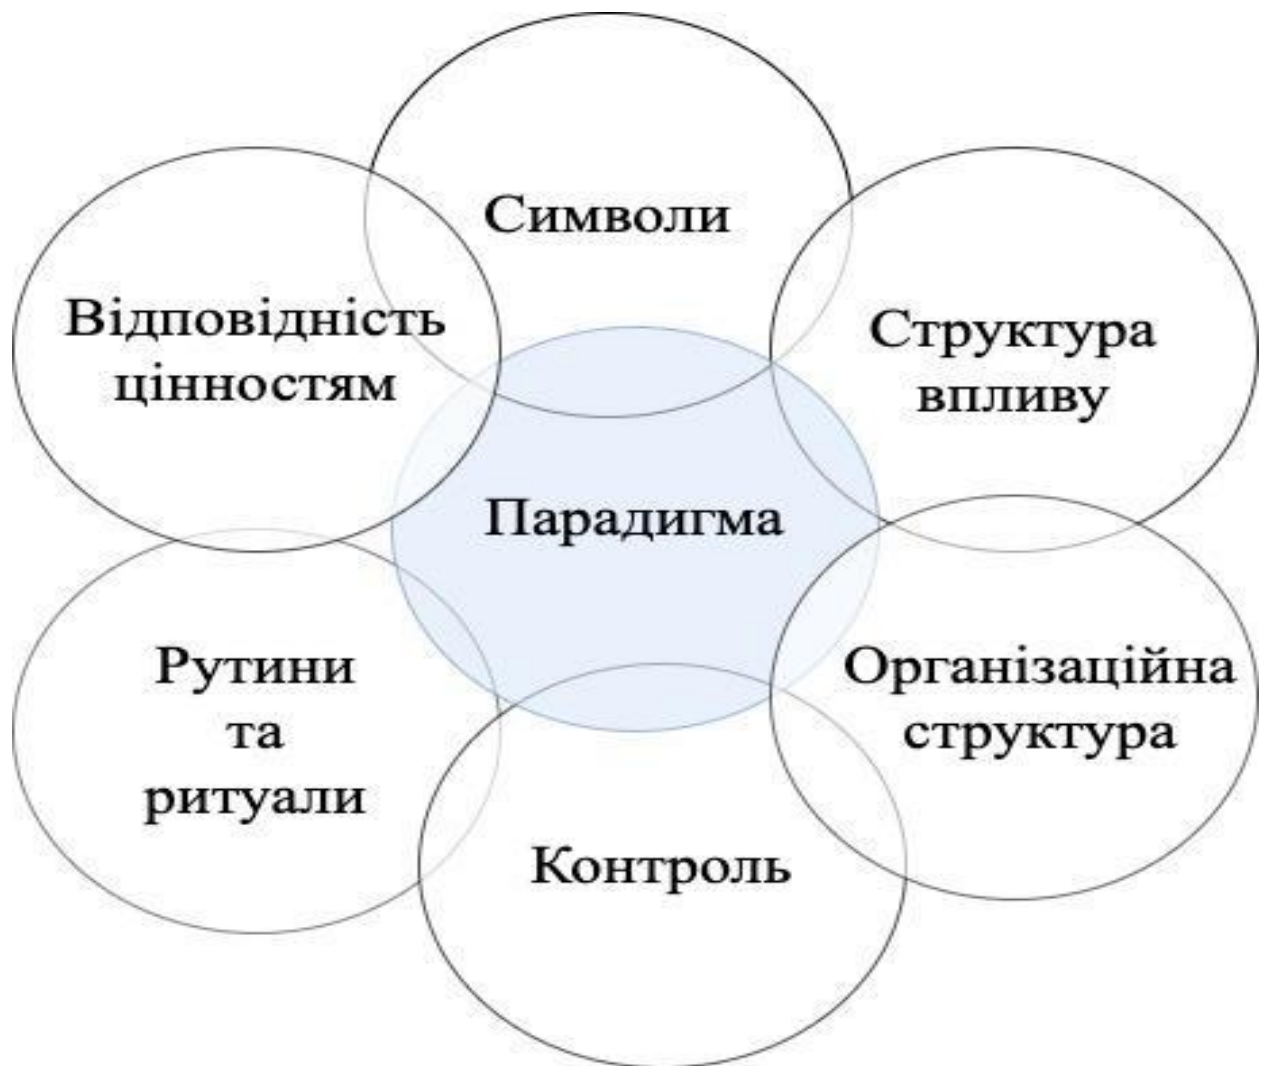 Символи
Відповідність
цінностям
Структура
впливу
Парадигма
Рутини
та
ритуали
Організаційна
структура
Контроль